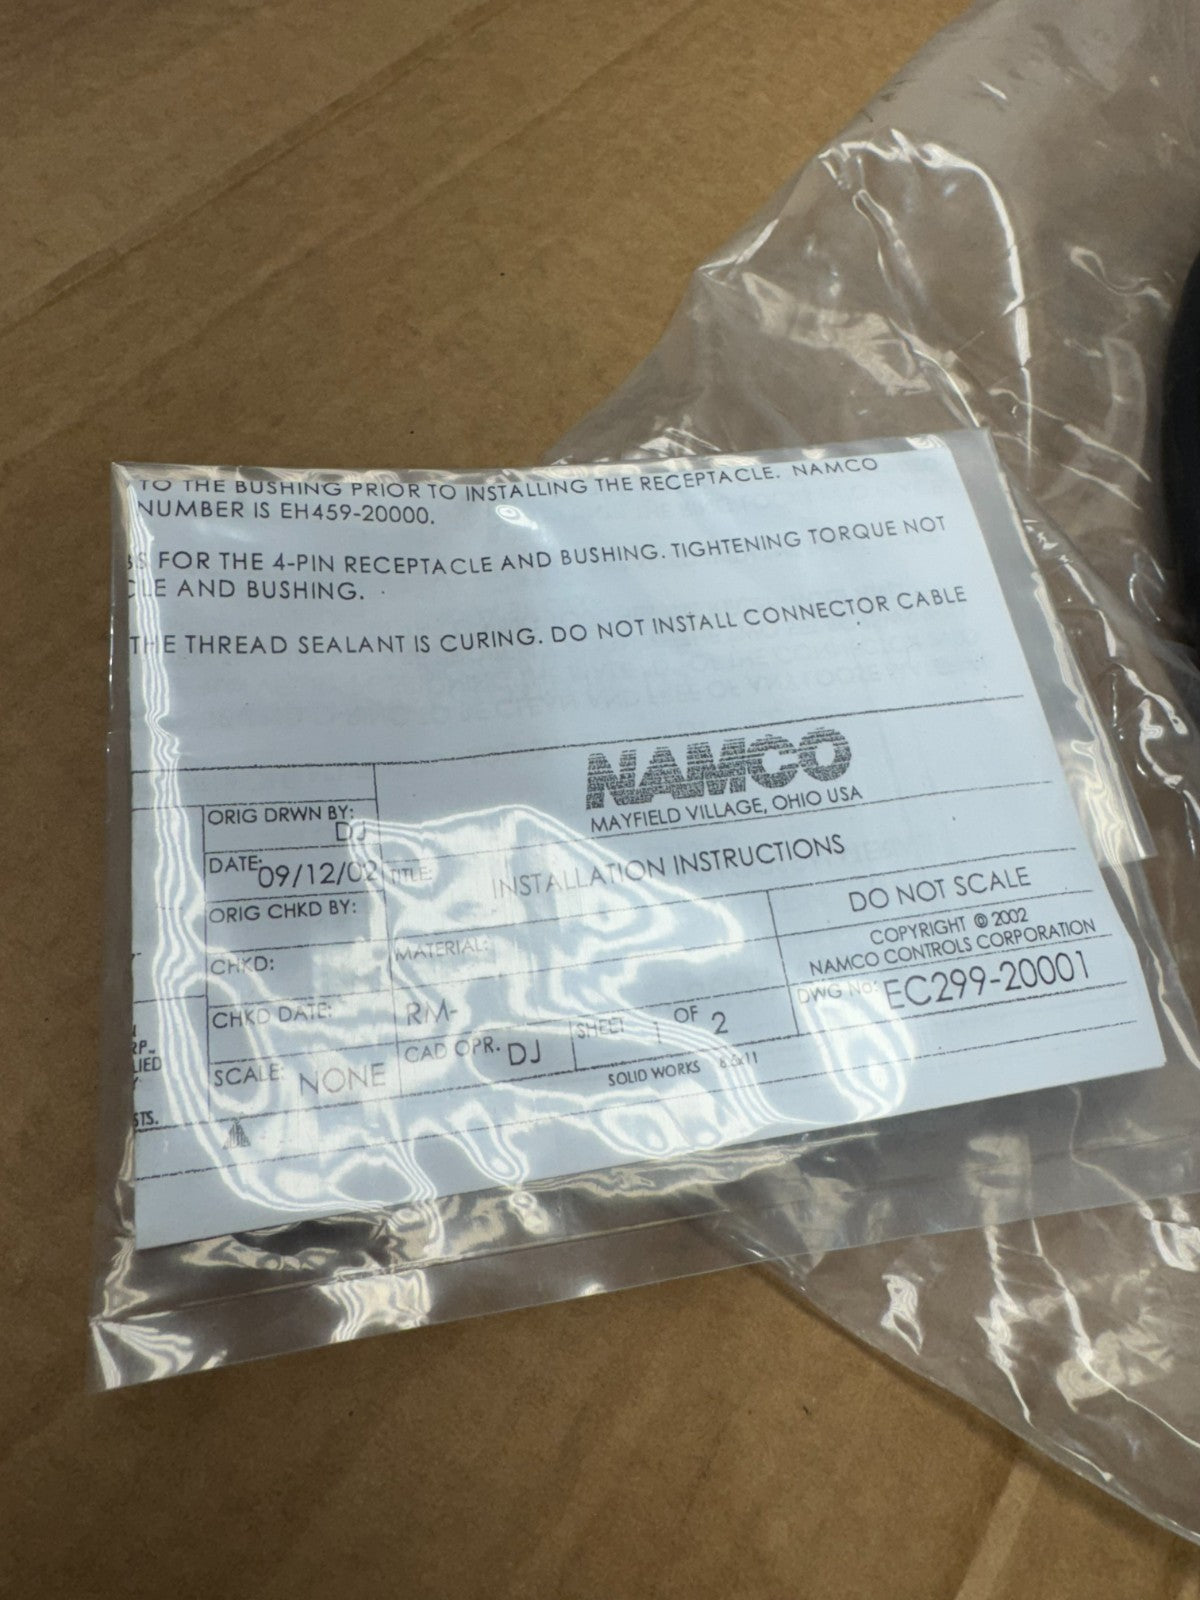 TO THE BUSHING PRIOR TO INSTALLING THE RECEPTACLE. NAMCO
NUMBER IS EH459-20000.
FOR THE 4-PIN RECEPTACLE AND BUSHING. TIGHTENING TORQUE NOT
AND BUSHING.
THE THREAD SEALANT IS CURING. DO NOT INSTALL CONNECTOR CABLE
NAMCO
MAYFIELD VILLAGE, OHIO USA
ORIG DRWN BY:
DJ
DATE: 09/12/02
TITLE: INSTALLATION INSTRUCTIONS
ORIG CHKD BY:
DO NOT SCALE
COPYRIGHT © 2002
NAMCO CONTROLS CORPORATION
CHKD:
MATERIAL:
DWG No: EC299-20001
CHKD DATE:
RM-
SCALE: NONE
CAD OPR. DJ
SHEET 1 OF 2
SOLID WORKS
STS.